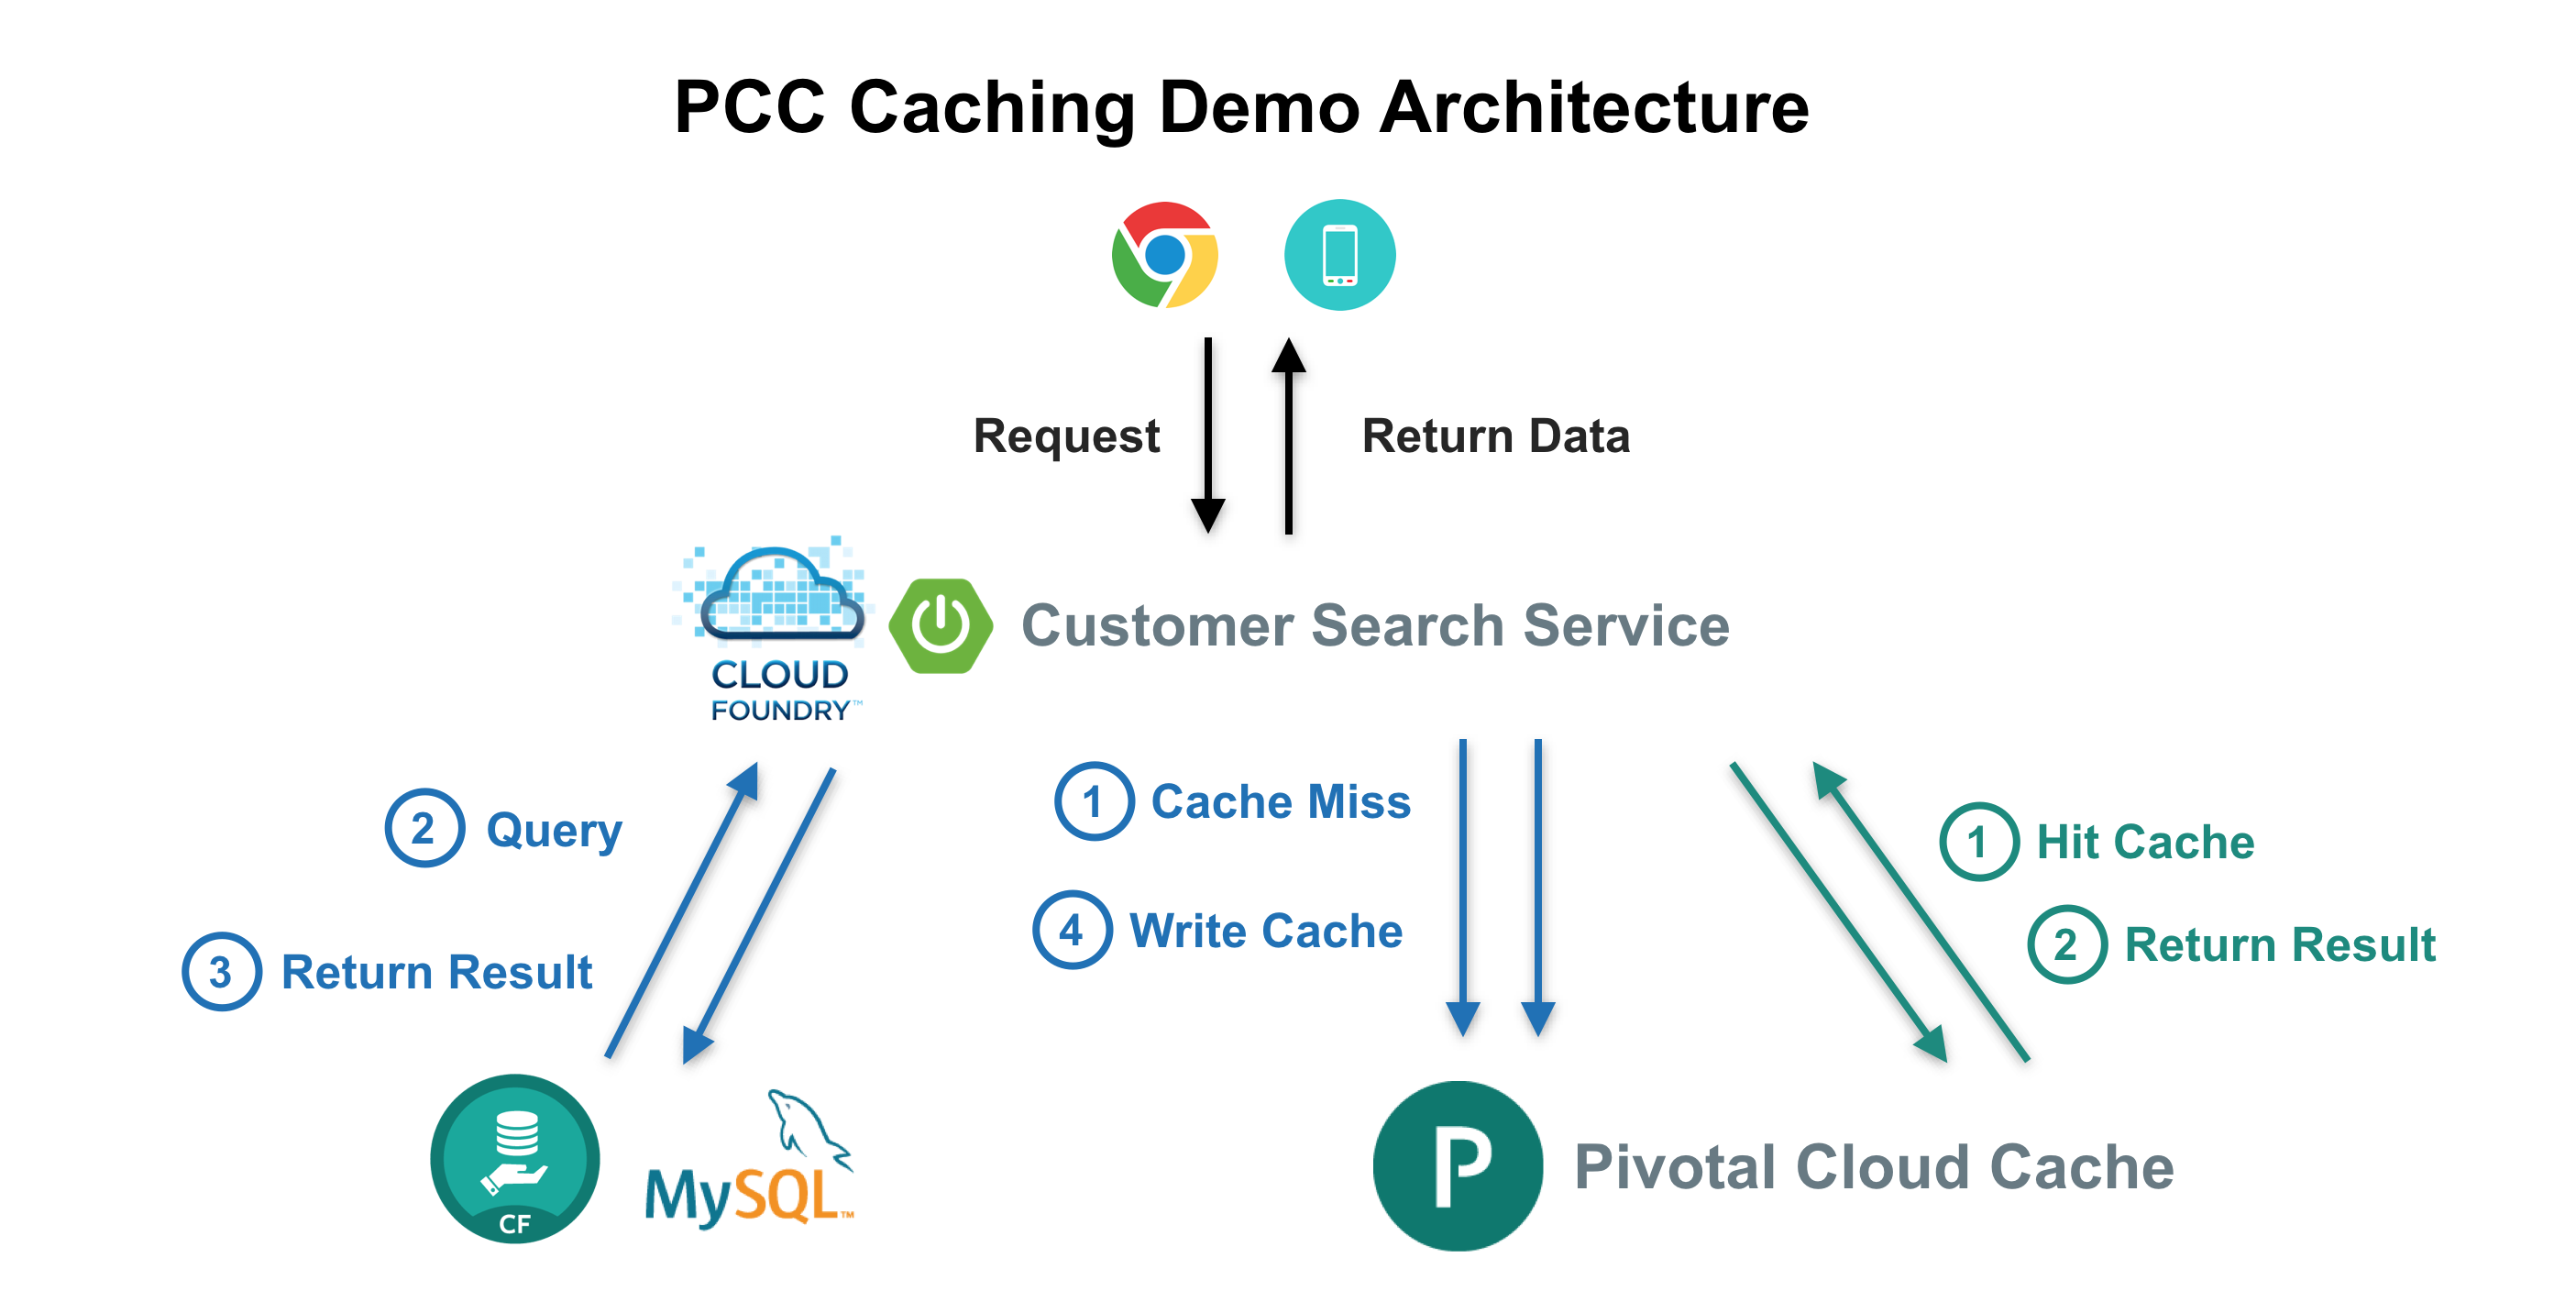 PCC Caching Demo Architecture
Request
Return Data
CLOUD
FOUNDRY™
Customer Search Service
2 Query
3 Return Result
1 Cache Miss
4 Write Cache
1 Hit Cache
2 Return Result
CF
MySQL™
P
Pivotal Cloud Cache